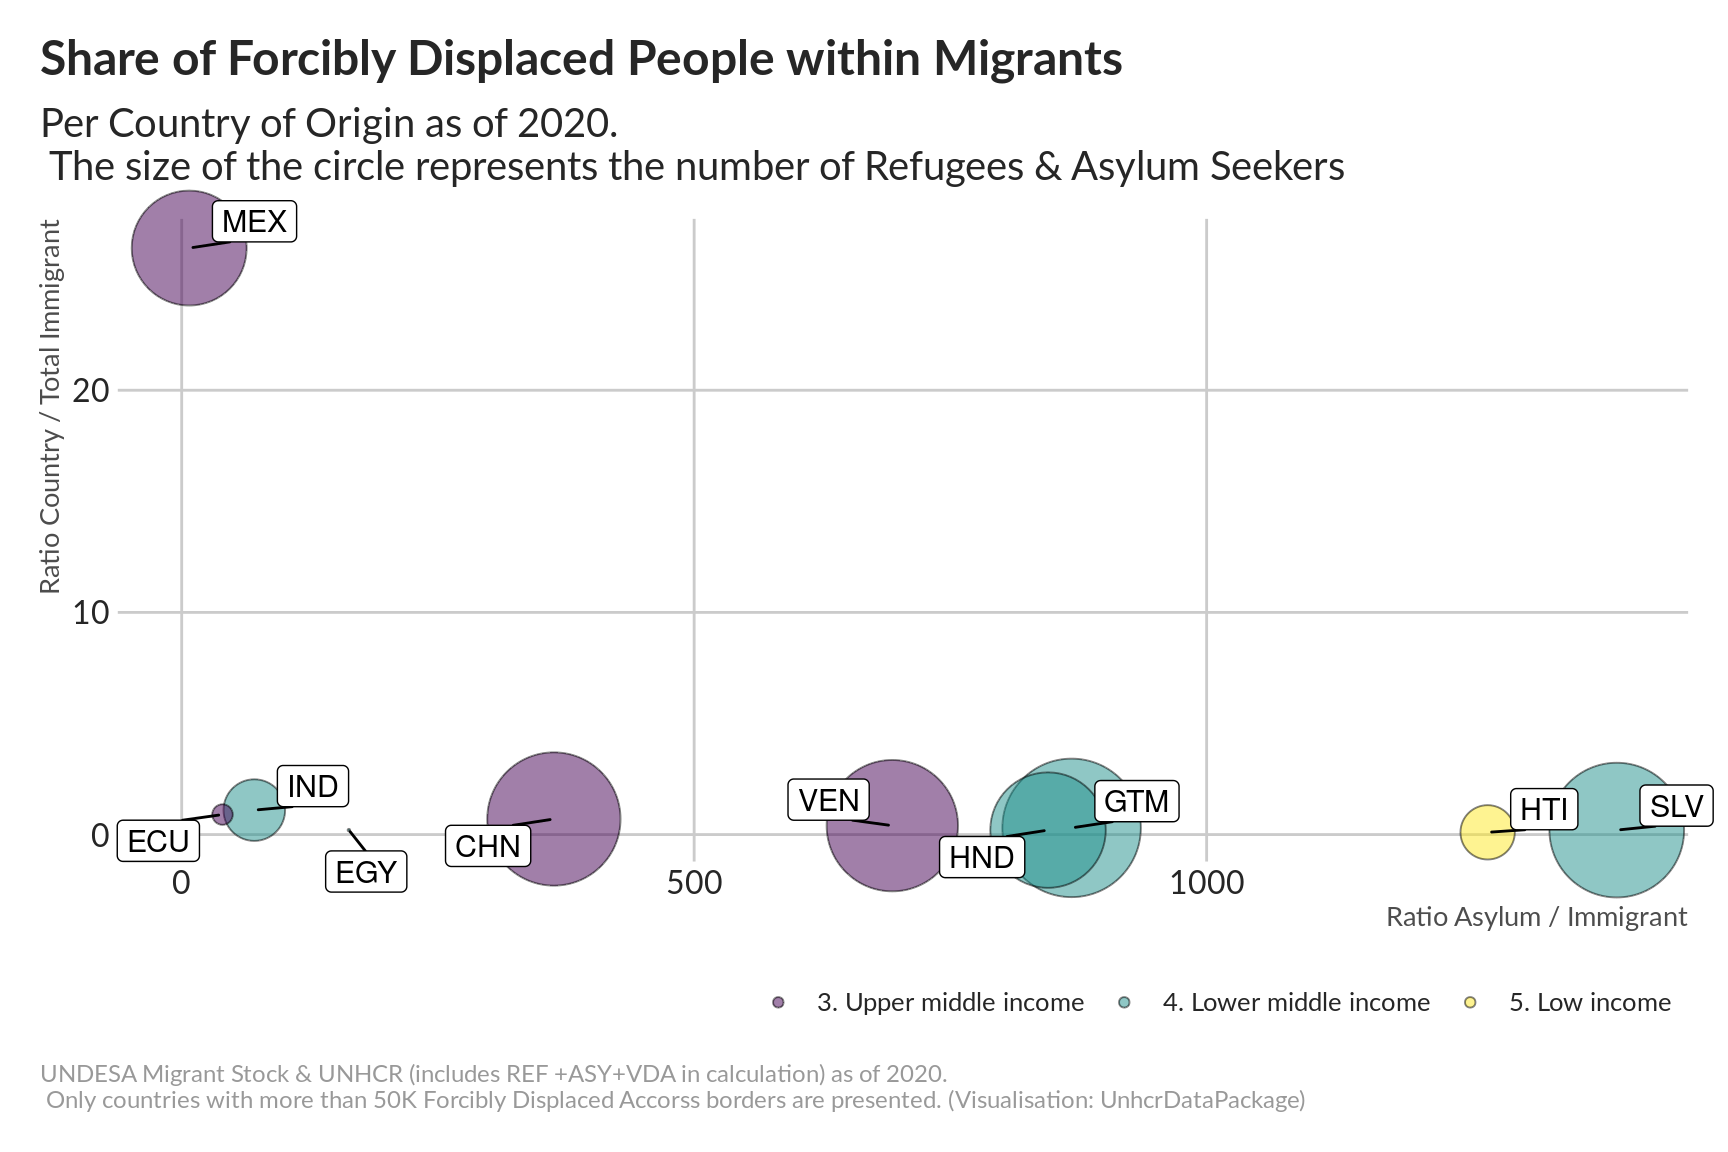 Share of Forcibly Displaced People within Migrants
Per Country of Origin as of 2020.
The size of the circle represents the number of Refugees & Asylum Seekers
Ratio Country / Total Immigrant
MEX
20
10
IND
VEN
GTM
HTI
SLV
ECU
0
EGY
CHN
HND
0
500
1000
Ratio Asylum / Immigrant
3. Upper middle income
4. Lower middle income
5. Low income
UNDESA Migrant Stock & UNHCR (includes REF +ASY+VDA in calculation) as of 2020.
Only countries with more than 50K Forcibly Displaced Accorss borders are presented. (Visualisation: UnhcrDataPackage)